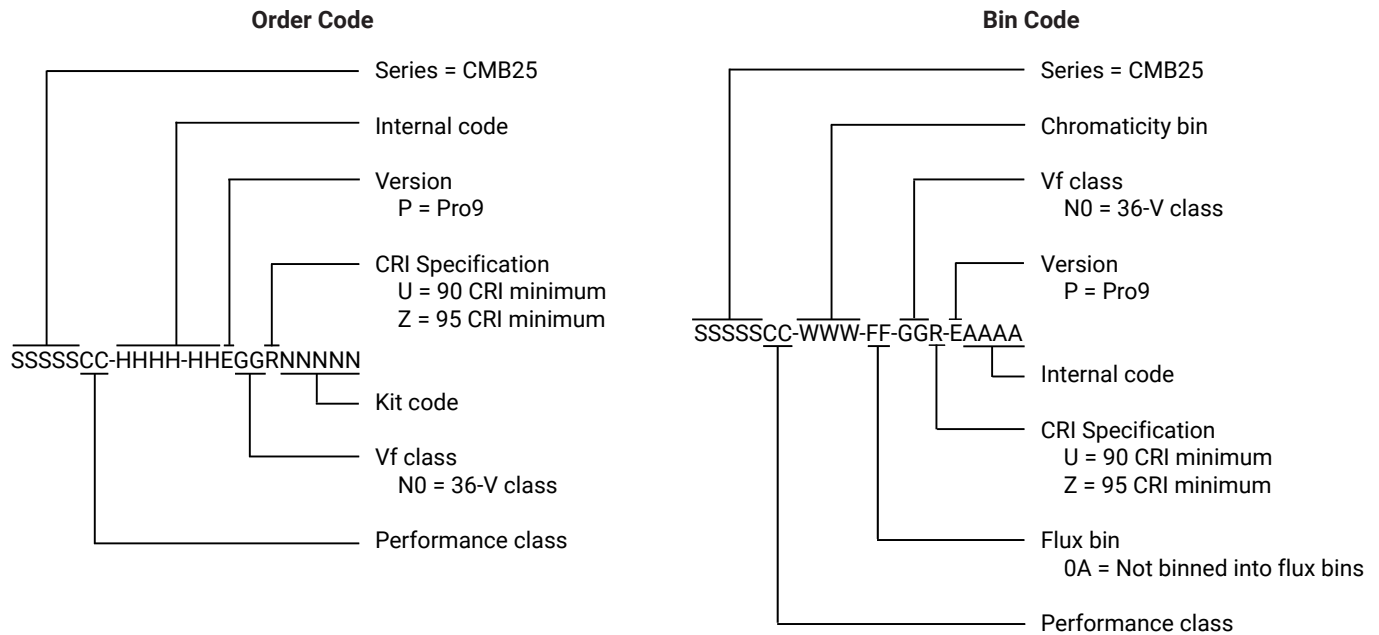 Order Code
Series = CMB25
Internal code
Version
P = Pro9
CRI Specification
U = 90 CRI minimum
Z = 95 CRI minimum
SSSSSCC-HHHH-HHEGGRNNNNN
Kit code
Vf class
N0 = 36-V class
Performance class
Bin Code
Series = CMB25
Chromaticity bin
Vf class
N0 = 36-V class
Version
P = Pro9
SSSSSCC-WWW-FF-GGR-EAAAA
Internal code
CRI Specification
U = 90 CRI minimum
Z = 95 CRI minimum
Flux bin
0A = Not binned into flux bins
Performance class